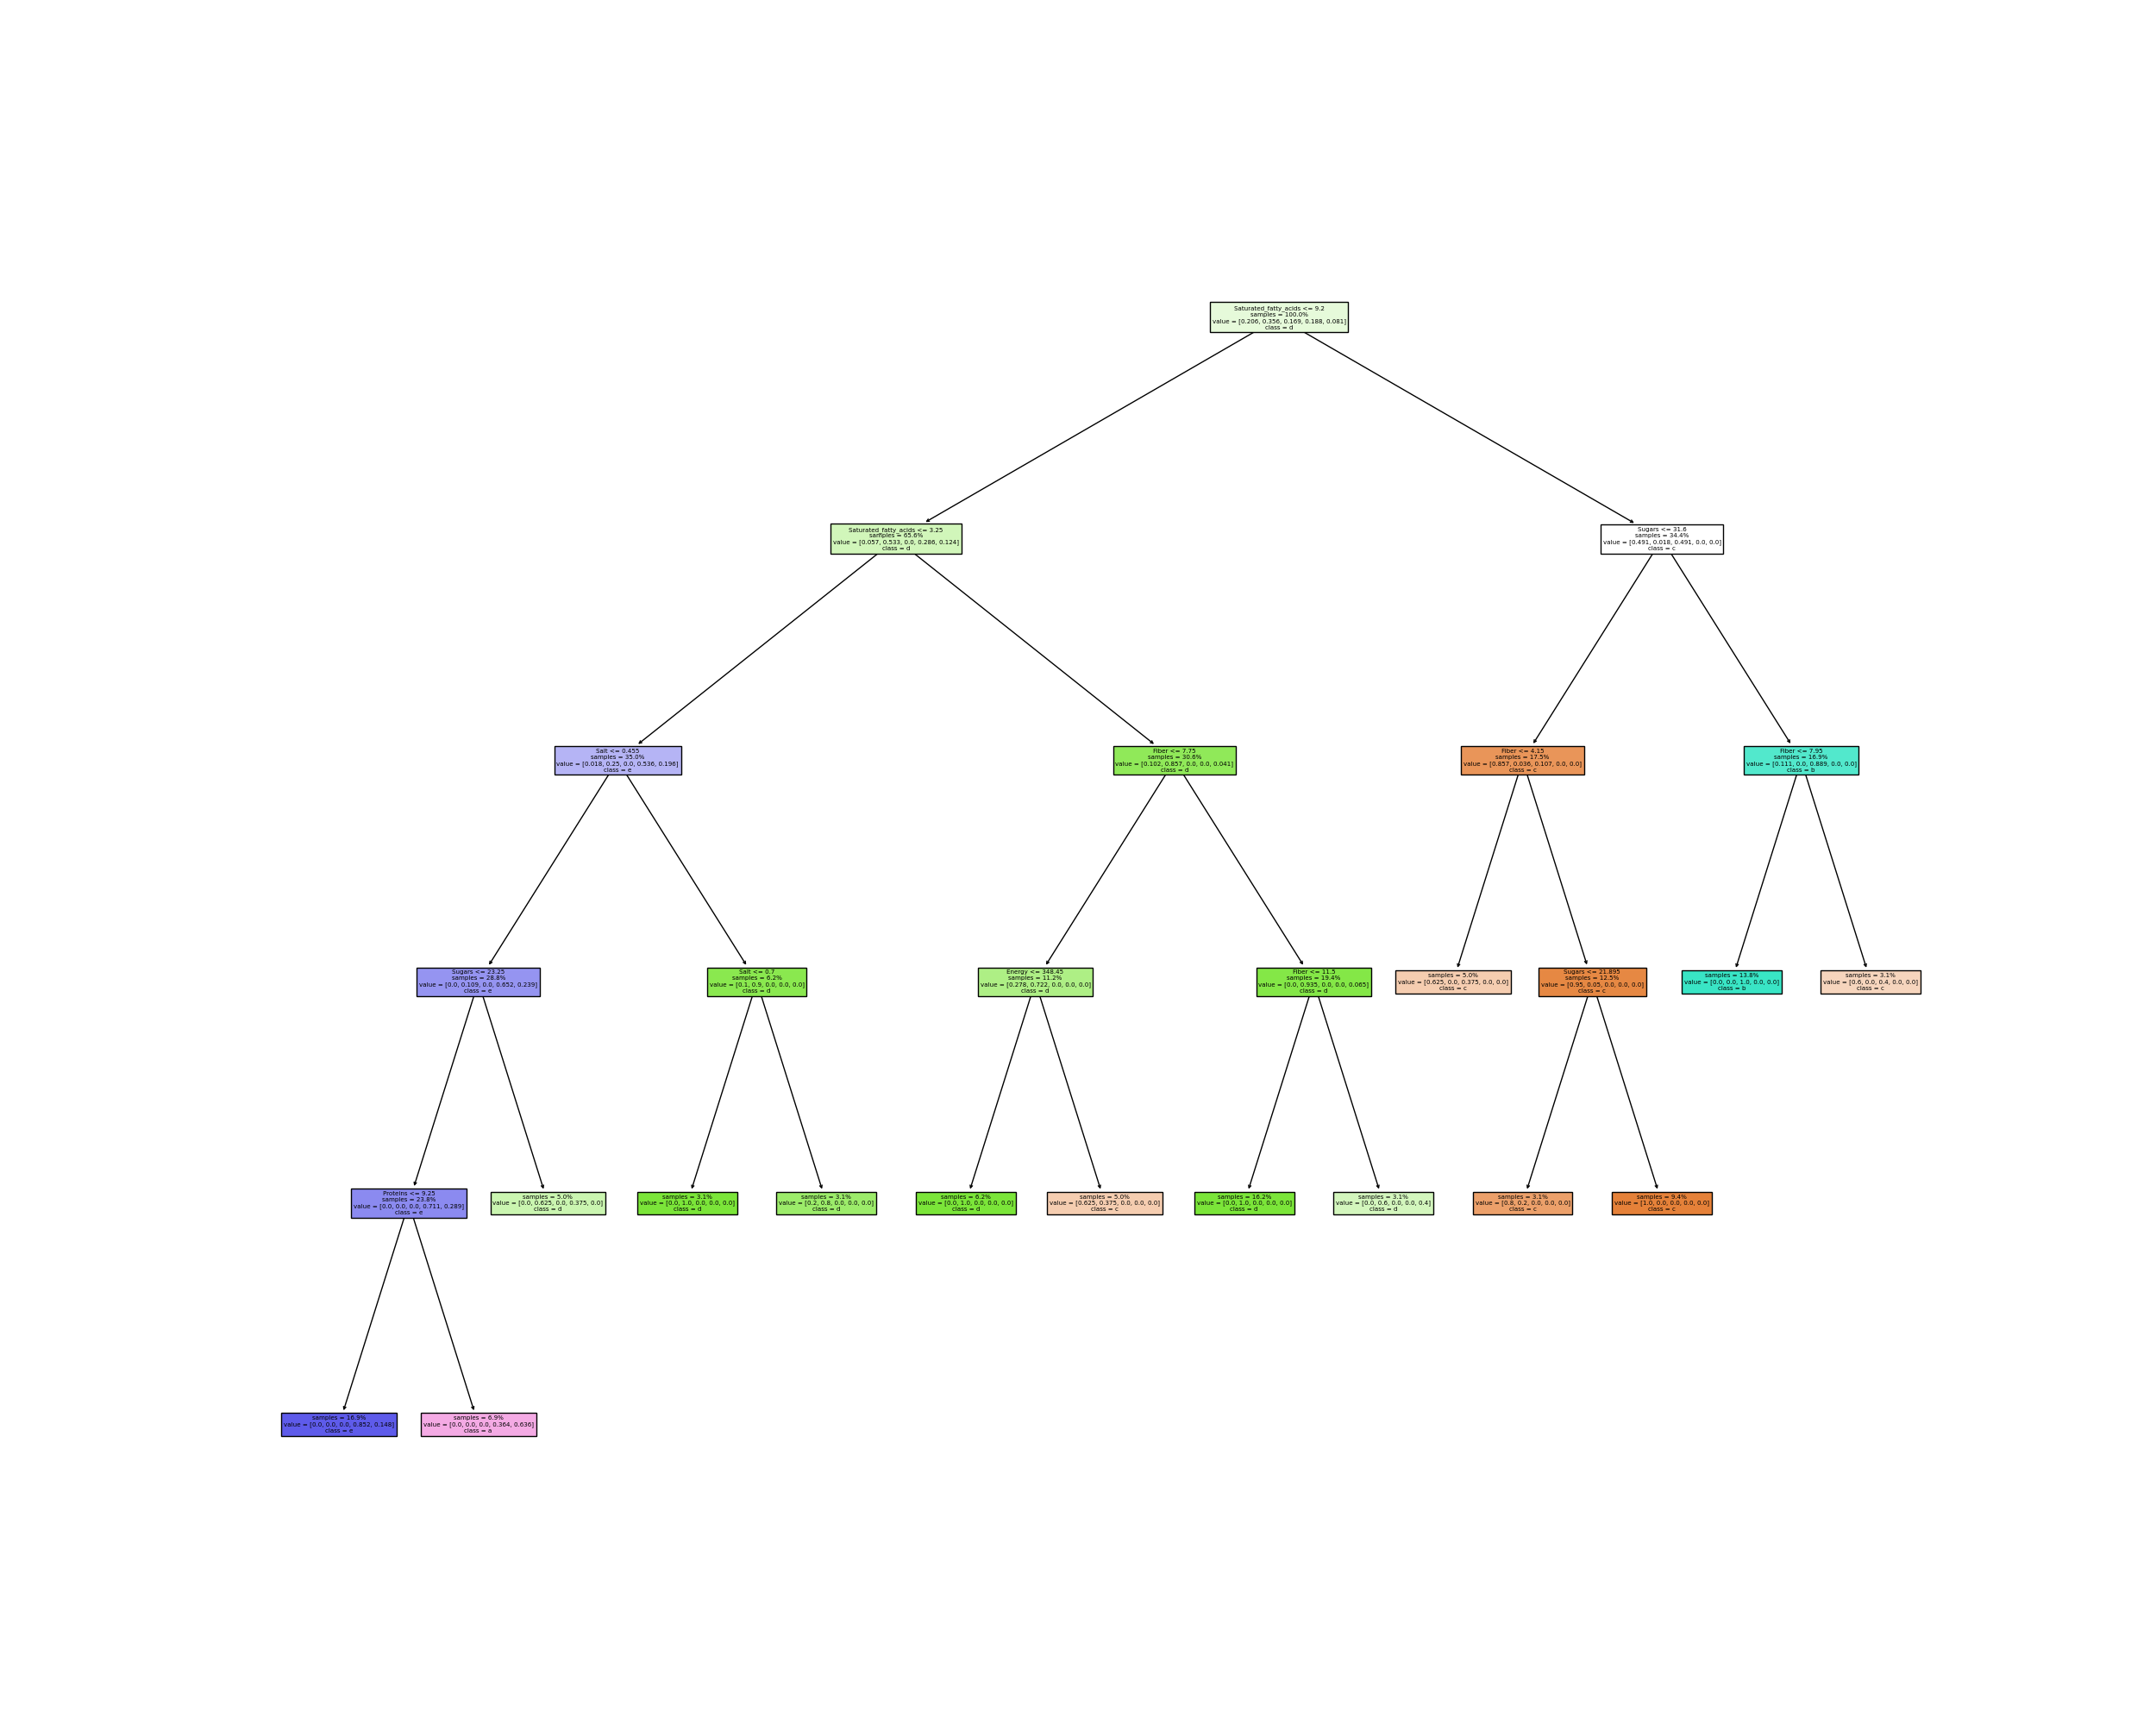 Saturated_fatty_acids <= 9.2
samples = 100.0%
value = [0.206, 0.356, 0.169, 0.188, 0.081]
class = d
Saturated_fatty_acids <= 3.25
samples = 65.6%
value = [0.057, 0.533, 0.0, 0.286, 0.124]
class = d
Sugars <= 31.6
samples = 34.4%
value = [0.491, 0.018, 0.491, 0.0, 0.0]
class = c
Salt <= 0.455
samples = 35.0%
value = [0.018, 0.25, 0.0, 0.536, 0.196]
class = e
Fiber <= 7.75
samples = 30.6%
value = [0.102, 0.857, 0.0, 0.0, 0.041]
class = d
Fiber <= 4.15
samples = 17.5%
value = [0.857, 0.036, 0.107, 0.0, 0.0]
class = c
Fiber <= 7.95
samples = 16.9%
value = [0.111, 0.0, 0.889, 0.0, 0.0]
class = b
Sugars <= 23.25
samples = 28.8%
value = [0.0, 0.109, 0.0, 0.652, 0.239]
class = e
Salt <= 0.7
samples = 6.2%
value = [0.1, 0.9, 0.0, 0.0, 0.0]
class = d
Energy <= 348.45
samples = 11.2%
value = [0.278, 0.722, 0.0, 0.0, 0.0]
class = d
Fiber <= 11.5
samples = 19.4%
value = [0.0, 0.935, 0.0, 0.0, 0.065]
class = d
samples = 5.0%
value = [0.625, 0.0, 0.375, 0.0, 0.0]
class = c
Sugars <= 21.895
samples = 12.5%
value = [0.95, 0.05, 0.0, 0.0, 0.0]
class = c
samples = 13.8%
value = [0.0, 0.0, 1.0, 0.0, 0.0]
class = b
samples = 3.1%
value = [0.6, 0.0, 0.4, 0.0, 0.0]
class = c
Proteins <= 9.25
samples = 23.8%
value = [0.0, 0.0, 0.0, 0.711, 0.289]
class = e
samples = 5.0%
value = [0.0, 0.625, 0.0, 0.375, 0.0]
class = d
samples = 3.1%
value = [0.0, 1.0, 0.0, 0.0, 0.0]
class = d
samples = 3.1%
value = [0.2, 0.8, 0.0, 0.0, 0.0]
class = d
samples = 6.2%
value = [0.0, 1.0, 0.0, 0.0, 0.0]
class = d
samples = 5.0%
value = [0.625, 0.375, 0.0, 0.0, 0.0]
class = c
samples = 16.2%
value = [0.0, 1.0, 0.0, 0.0, 0.0]
class = d
samples = 3.1%
value = [0.0, 0.6, 0.0, 0.0, 0.4]
class = d
samples = 3.1%
value = [0.8, 0.2, 0.0, 0.0, 0.0]
class = c
samples = 9.4%
value = [1.0, 0.0, 0.0, 0.0, 0.0]
class = c
samples = 16.9%
value = [0.0, 0.0, 0.0, 0.852, 0.148]
class = e
samples = 6.9%
value = [0.0, 0.0, 0.0, 0.364, 0.636]
class = a